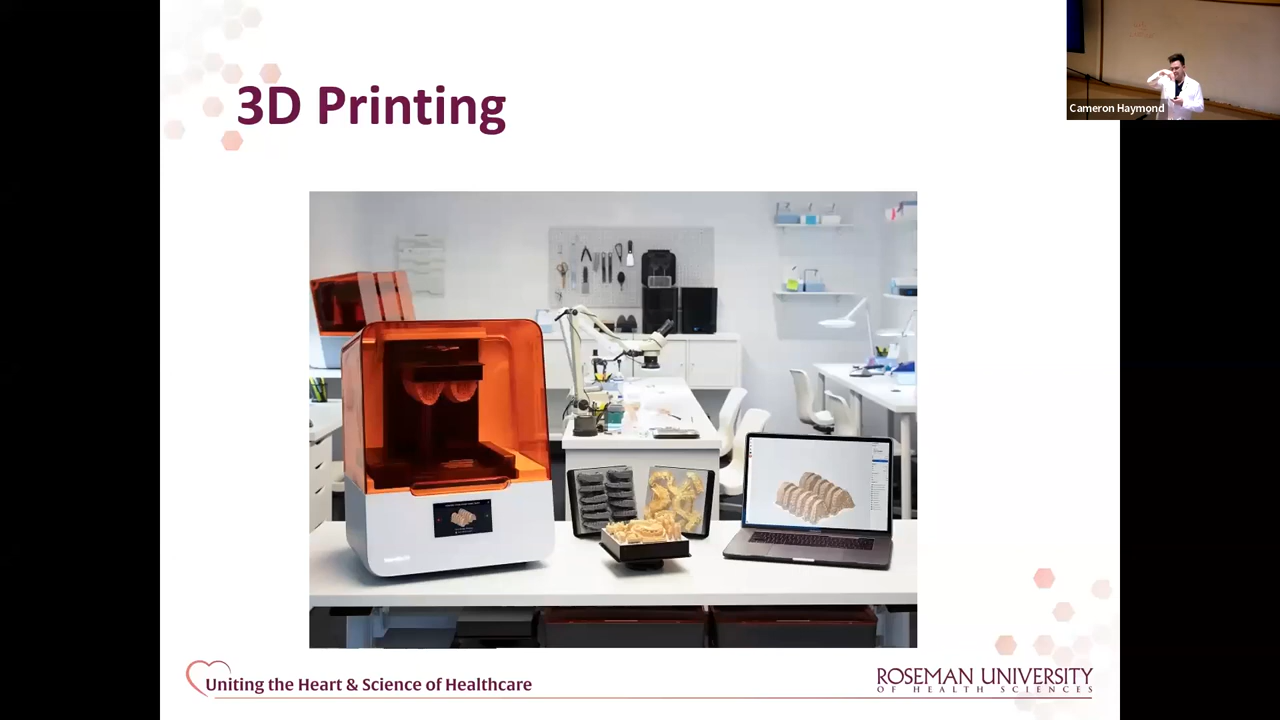 3D Printing
Cameron Haymond
Uniting the Heart & Science of Healthcare
ROSEMAN UNIVERSITY
OF HEALTH SCIENCES